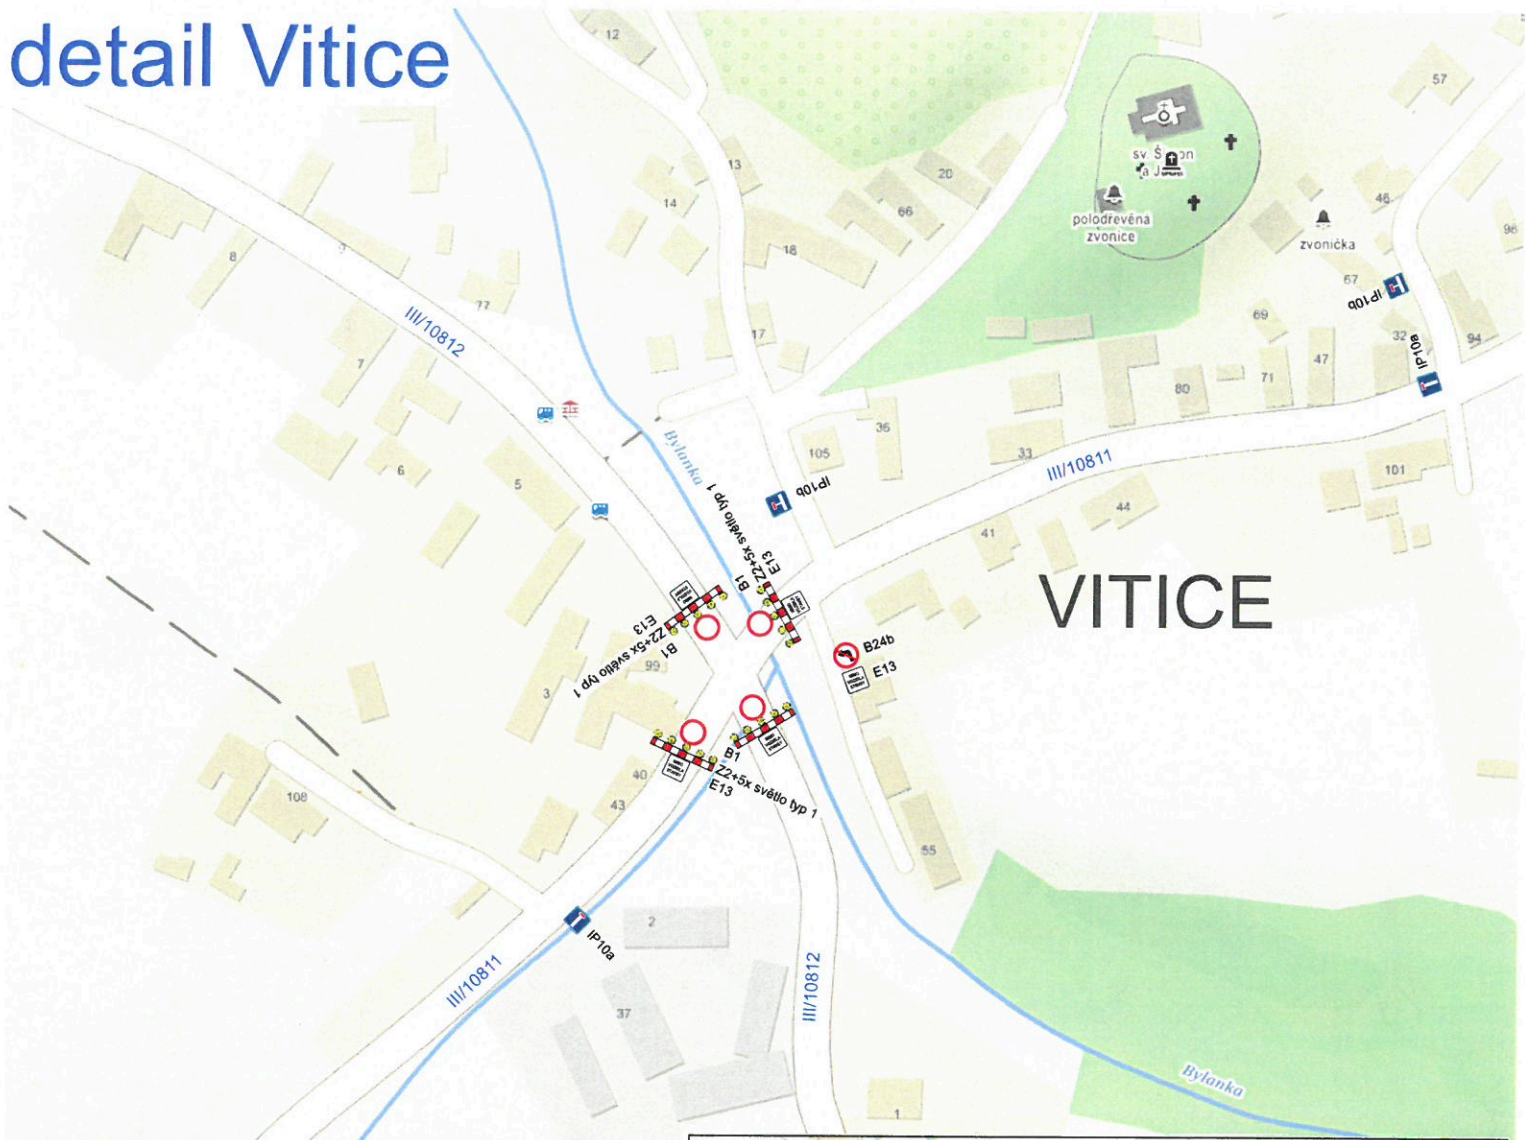 detail Vitice
12
57
13
sv. Š on
a J
14
20
46
66
polodřevěná
zvonice
zvonička
98
18
8
9
67
IP10b
77
69
III/10812
17
32
IP10a
94
7
47
71
80
36
105
33
III/10811
Bylanka
101
6
5
IP10b
44
41
Z2+5x světlo typ 1
E13
B1
VITICE
E13
Z2+5x světlo typ 1
B1
B24b
E13
99
3
B1
Z2+5x světlo typ 1
E13
40
43
108
55
2
IP10a
III/10811
III/10812
37
Bylanka
1